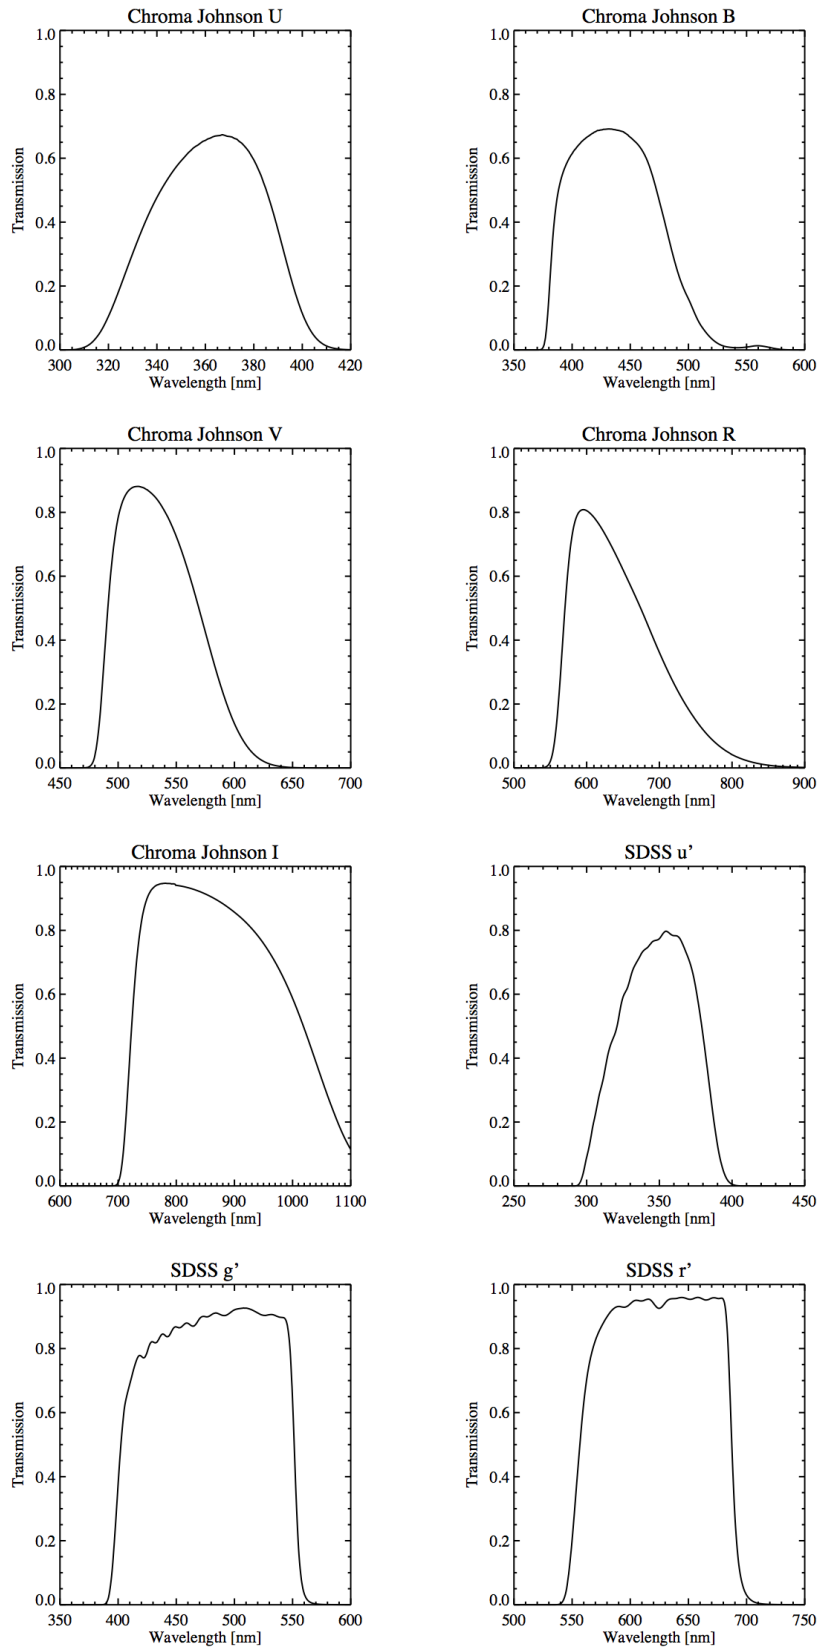 Chroma Johnson U
1.0
0.8
0.6
0.4
0.2
0.0
Transmission
300 320 340 360 380 400 420
Wavelength [nm]
Chroma Johnson B
1.0
0.8
0.6
0.4
0.2
0.0
Transmission
350 400 450 500 550 600
Wavelength [nm]
Chroma Johnson V
1.0
0.8
0.6
0.4
0.2
0.0
Transmission
450 500 550 600 650 700
Wavelength [nm]
Chroma Johnson R
1.0
0.8
0.6
0.4
0.2
0.0
Transmission
500 600 700 800 900
Wavelength [nm]
Chroma Johnson I
1.0
0.8
0.6
0.4
0.2
0.0
Transmission
600 700 800 900 1000 1100
Wavelength [nm]
SDSS u’
1.0
0.8
0.6
0.4
0.2
0.0
Transmission
250 300 350 400 450
Wavelength [nm]
SDSS g’
1.0
0.8
0.6
0.4
0.2
0.0
Transmission
350 400 450 500 550 600
Wavelength [nm]
SDSS r’
1.0
0.8
0.6
0.4
0.2
0.0
Transmission
500 550 600 650 700 750
Wavelength [nm]